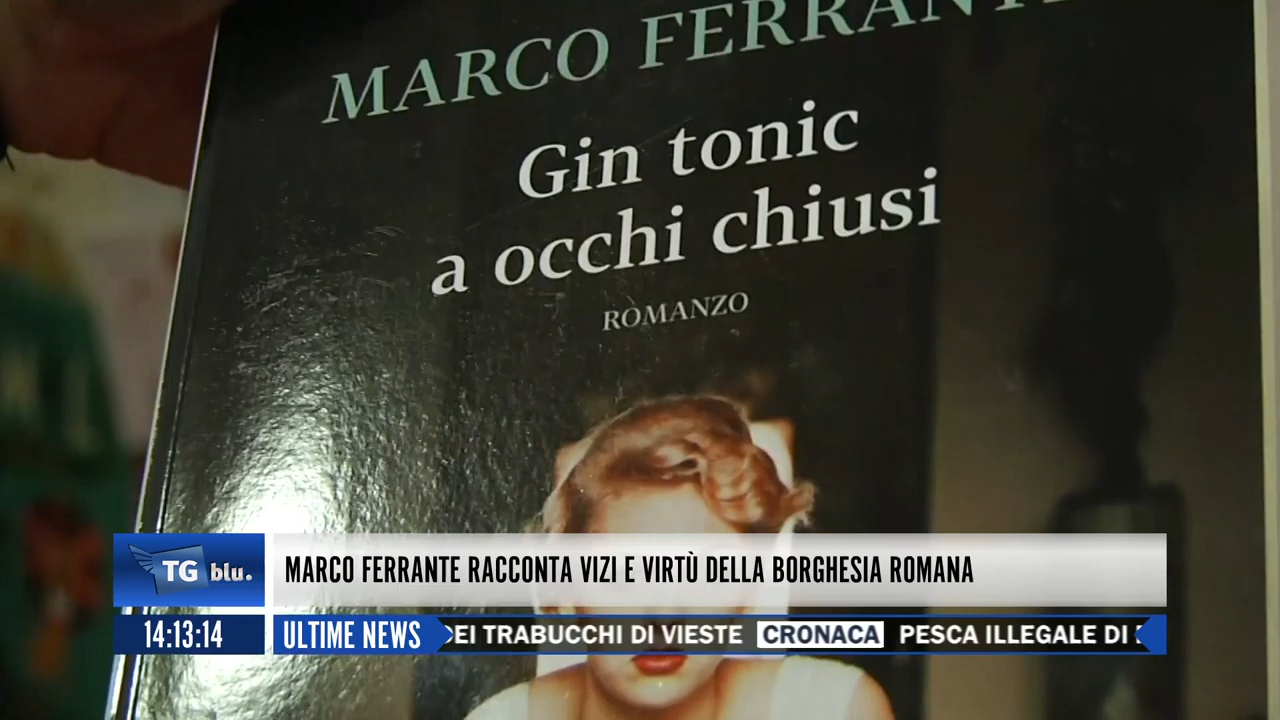 MARCO FERRANTE
Gin tonic
a occhi chiusi
ROMANZO
TG blu.
MARCO FERRANTE RACCONTA VIZI E VIRTÙ DELLA BORGHESIA ROMANA
14:13:14
ULTIME NEWS
DEI TRABUCCHI DI VIESTE CRONACA PESCA ILLEGALE DI